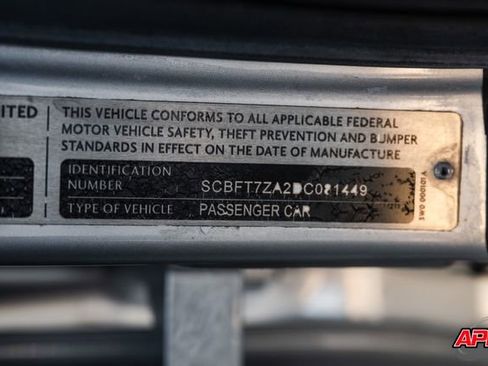 ITED
THIS VEHICLE CONFORMS TO ALL APPLICABLE FEDERAL
MOTOR VEHICLE SAFETY, THEFT PREVENTION AND BUMPER
STANDARDS IN EFFECT ON THE DATE OF MANUFACTURE
IDENTIFICATION
NUMBER
SCBFT7ZA2DC081449
TYPE OF VEHICLE
PASSENGER CAR